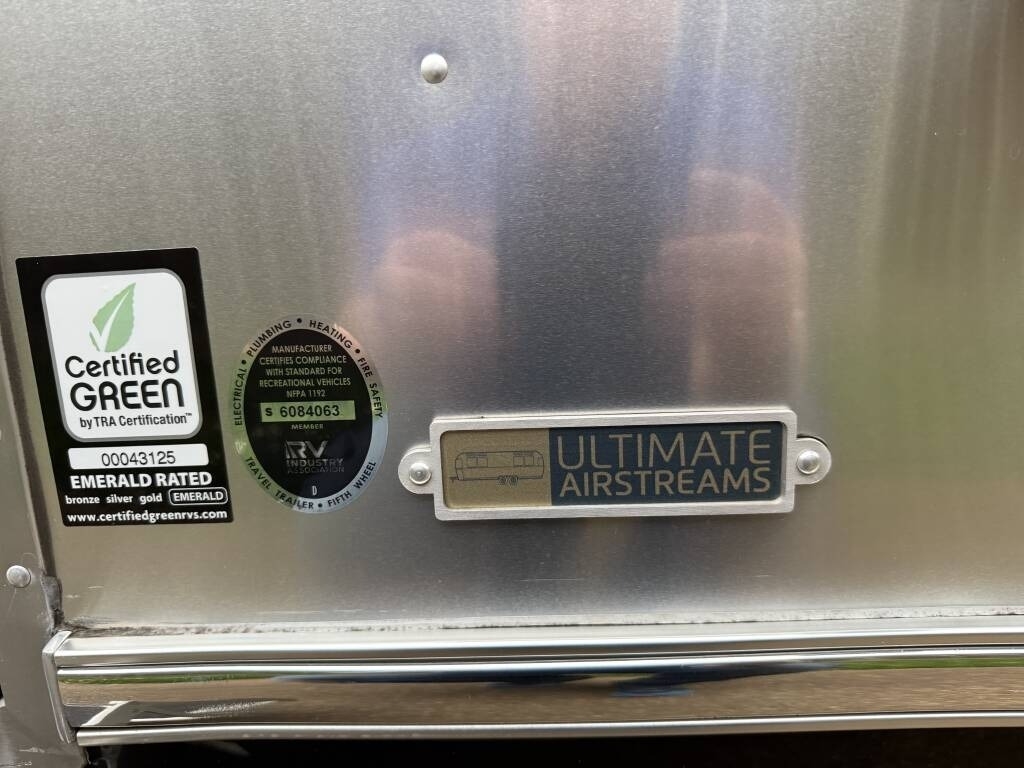 Certified
GREEN
by TRA Certification™
00043125
EMERALD RATED
bronze silver gold EMERALD
www.certifiedgreenrvs.com
ELECTRICAL • PLUMBING • HEATING • FIRE SAFETY
MANUFACTURER
CERTIFIES COMPLIANCE
WITH STANDARD FOR
RECREATIONAL VEHICLES
NFPA 1192
S 6084063
MEMBER
RV
INDUSTRY
ASSOCIATION
D
TRAVEL TRAILER • FIFTH WHEEL
ULTIMATE
AIRSTREAMS